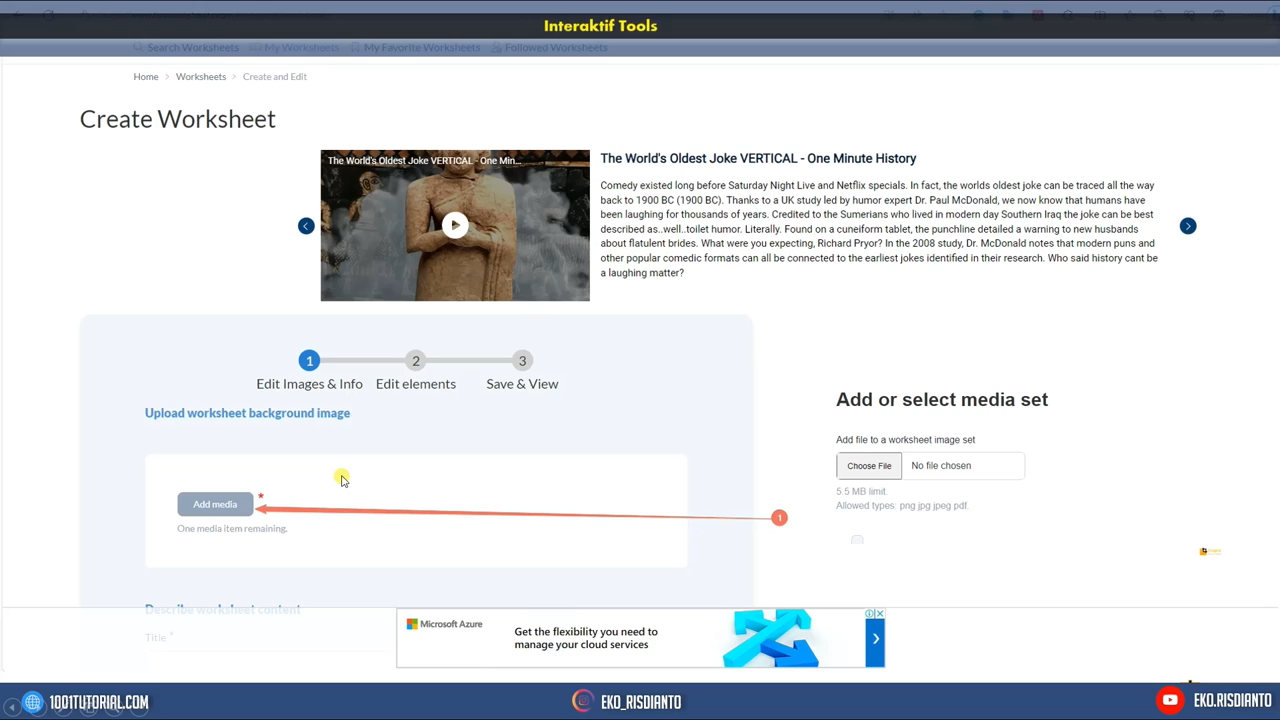 Interaktif Tools
Search Worksheets My Worksheets My Favorite Worksheets Followed Worksheets
Home > Worksheets > Create and Edit
Create Worksheet
The World's Oldest Joke VERTICAL - One Min...
The World's Oldest Joke VERTICAL - One Minute History
Comedy existed long before Saturday Night Live and Netflix specials. In fact, the worlds oldest joke can be traced all the way
back to 1900 BC (1900 BC). Thanks to a UK study led by humor expert Dr. Paul McDonald, we now know that humans have
been laughing for thousands of years. Credited to the Sumerians who lived in modern day Southern Iraq the joke can be best
described as..well..toilet humor. Literally. Found on a cuneiform tablet, the punchline detailed a warning to new husbands
about flatulent brides. What were you expecting, Richard Pryor? In the 2008 study, Dr. McDonald notes that modern puns and
other popular comedic formats can all be connected to the earliest jokes identified in their research. Who said history cant be
a laughing matter?
1 2 3
Edit Images & Info Edit elements Save & View
Upload worksheet background image
Add media *
One media item remaining.
1
Add or select media set
Add file to a worksheet image set
Choose File No file chosen
5.5 MB limit.
Allowed types: png jpg jpeg pdf.
Describe worksheet content
Title *
Microsoft Azure
Get the flexibility you need to
manage your cloud services
1001TUTORIAL.COM
EKO_RISDIANTO
EKO.RISDIANTO